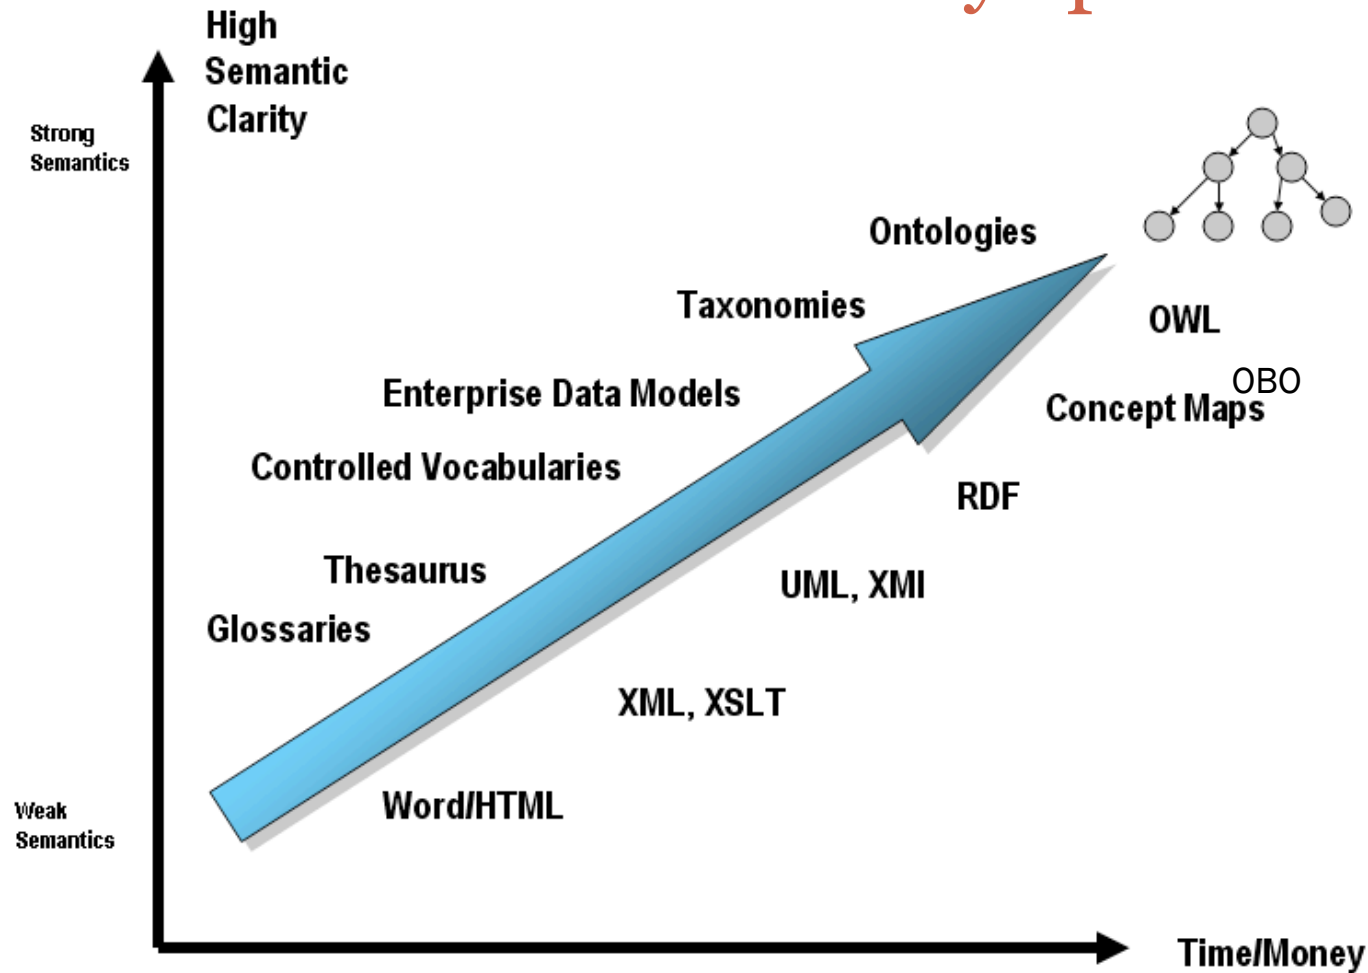 High
Semantic
Clarity
Strong
Semantics
Ontologies
Taxonomies
OWL
OBO
Enterprise Data Models
Concept Maps
Controlled Vocabularies
RDF
Thesaurus
UML, XMI
Glossaries
XML, XSLT
Word/HTML
Weak
Semantics
Time/Money